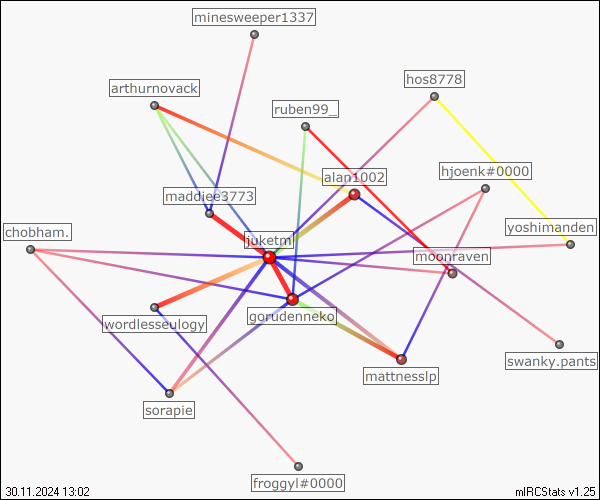 minesweeper1337
hos8778
arthurnovack
ruben99_
alan1002
hjoenk#0000
maddiee3773
yoshimanden
chobham.
juketml
moonraven
gorudenneko
wordlesseulogy
swanky.pants
mattnesslp
sorapie
froggyl#0000
30.11.2024 13:02
mIRCStats v1.25